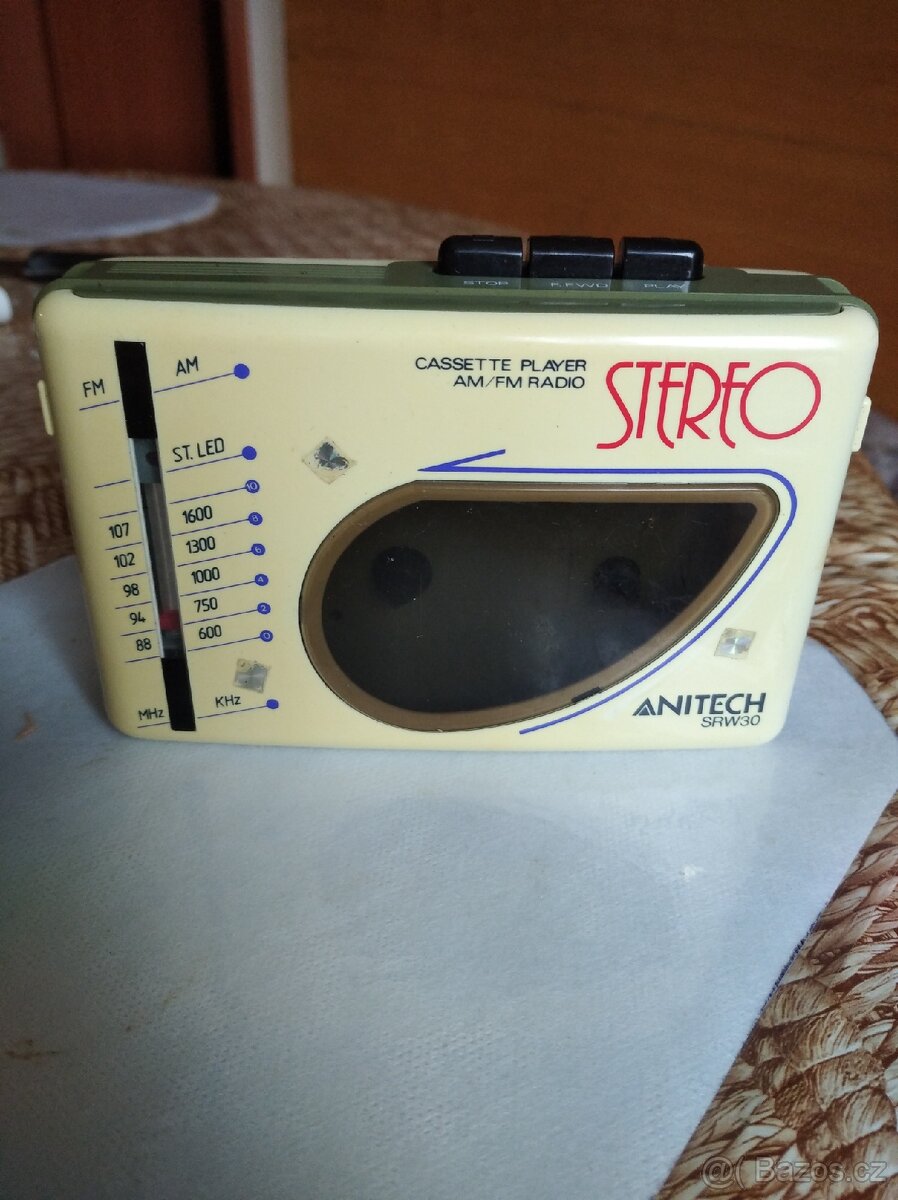 STOP F.FWD PLAY
CASSETTE PLAYER
AM/FM RADIO
STEREO
FM AM
ST. LED
10
107 1600 8
102 1300 6
98 1000 4
94 750 2
88 600 0
MHz KHz
ANITECH
SRW30
@( Bazos.cz